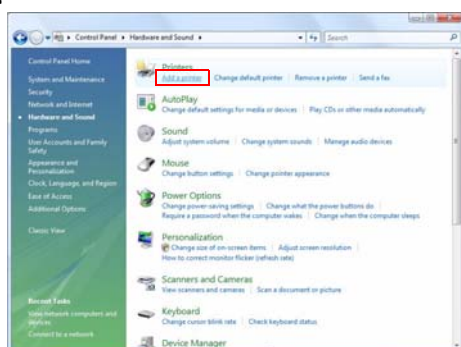 Control Panel ▸ Hardware and Sound ▸
Search
Control Panel Home
System and Maintenance
Security
Network and Internet
Hardware and Sound
Programs
User Accounts and Family
Safety
Appearance and
Personalization
Clock, Language, and Region
Ease of Access
Additional Options
Classic View
Recent Tasks
View network computers and
devices
Connect to a network
Printers
Add a printer Change default printer Remove a printer Send a fax
AutoPlay
Change default settings for media or devices Play CDs or other media automatically
Sound
Adjust system volume Change system sounds Manage audio devices
Mouse
Change button settings Change pointer appearance
Power Options
Change power-saving settings Change what the power buttons do
Require a password when the computer wakes Change when the computer sleeps
Personalization
Change size of on-screen items Adjust screen resolution
How to correct monitor flicker (refresh rate)
Scanners and Cameras
View scanners and cameras Scan a document or picture
Keyboard
Change cursor blink rate Check keyboard status
Device Manager